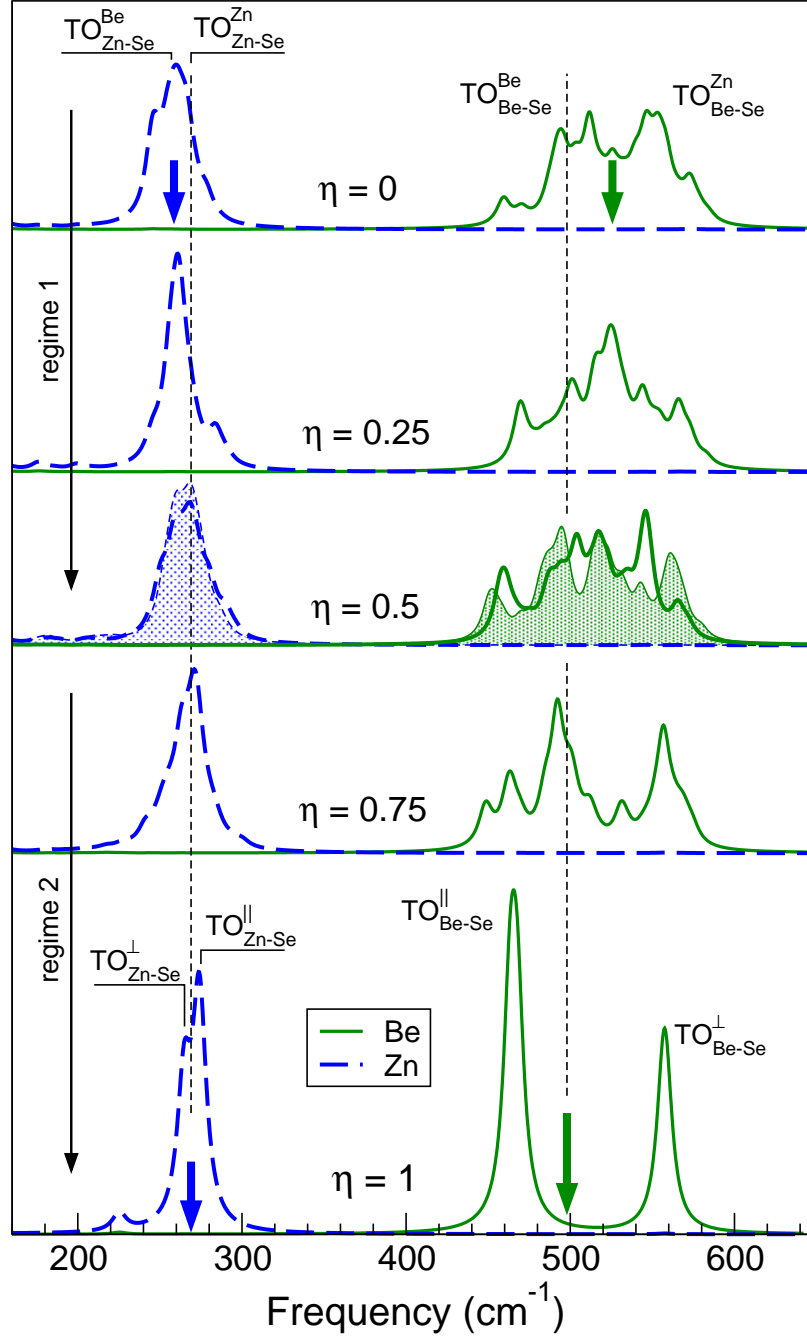 TO^Be_Zn-Se
TO^Zn_Zn-Se
TO^Be_Be-Se
TO^Zn_Be-Se
η = 0
regime 1
η = 0.25
η = 0.5
η = 0.75
regime 2
TO^||_Be-Se
TO^||_Zn-Se
TO^⊥_Zn-Se
TO^⊥_Be-Se
Be
Zn
η = 1
200 300 400 500 600
Frequency (cm^-1)